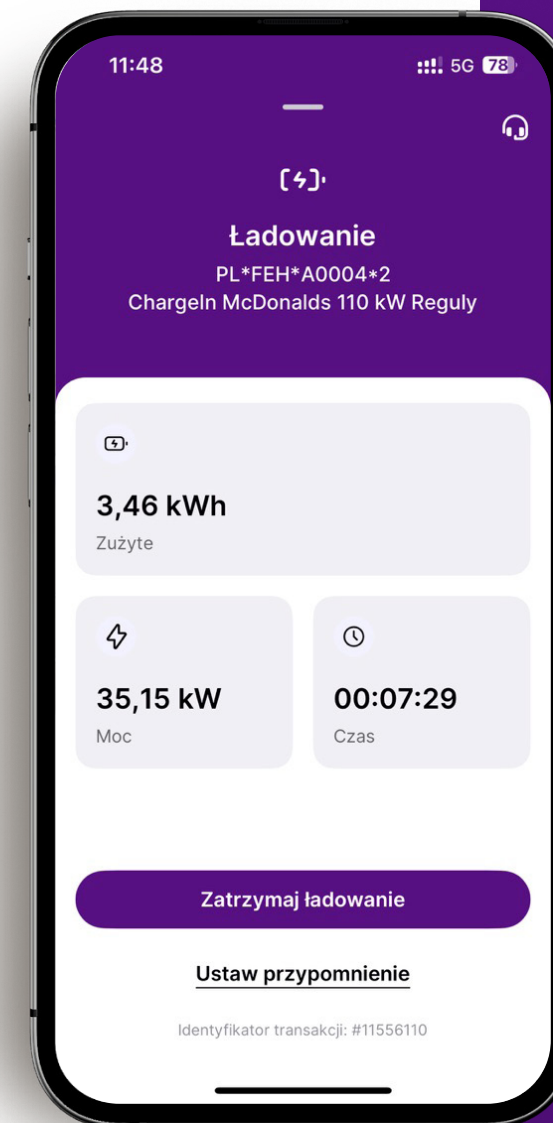 11:48
5G 78
Ładowanie
PL*FEH*A0004*2
ChargeIn McDonalds 110 kW Reguly
3,46 kWh
Zużyte
35,15 kW
Moc
00:07:29
Czas
Zatrzymaj ładowanie
Ustaw przypomnienie
Identyfikator transakcji: #11556110